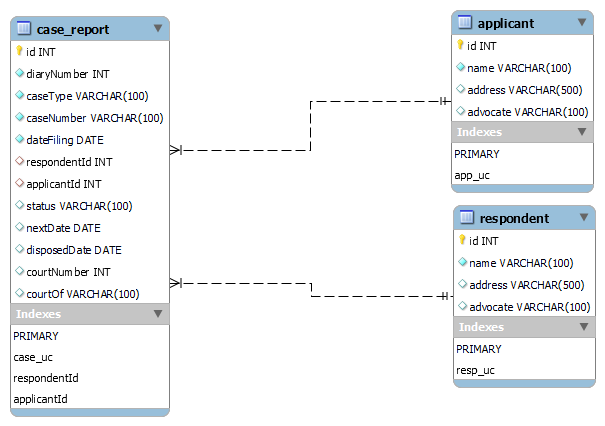 case_report
id INT
diaryNumber INT
caseType VARCHAR(100)
caseNumber VARCHAR(100)
dateFiling DATE
respondentId INT
applicantId INT
status VARCHAR(100)
nextDate DATE
disposedDate DATE
courtNumber INT
courtOf VARCHAR(100)
Indexes
PRIMARY
case_uc
respondentId
applicantId
applicant
id INT
name VARCHAR(100)
address VARCHAR(500)
advocate VARCHAR(100)
Indexes
PRIMARY
app_uc
respondent
id INT
name VARCHAR(100)
address VARCHAR(500)
advocate VARCHAR(100)
Indexes
PRIMARY
resp_uc